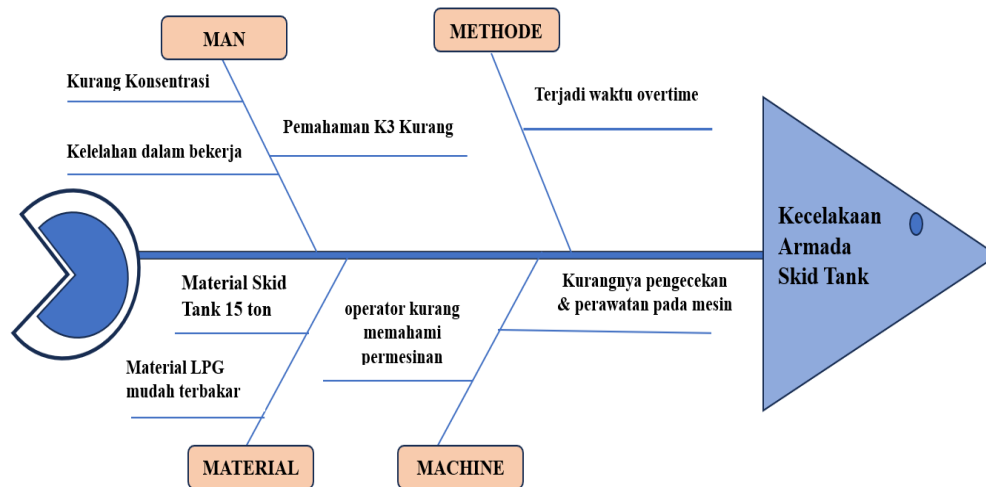 MAN
METHODE
Kurang Konsentrasi
Kelelahan dalam bekerja
Pemahaman K3 Kurang
Terjadi waktu overtime
Kecelakaan
Armada
Skid Tank
Material Skid
Tank 15 ton
Material LPG
mudah terbakar
operator kurang
memahami
permesinan
Kurangnya pengecekan
& perawatan pada mesin
MATERIAL
MACHINE